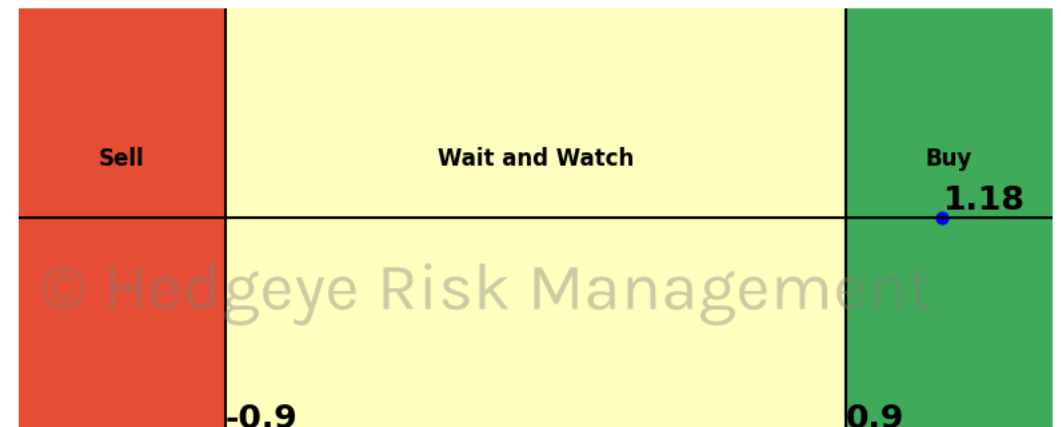 Sell
Wait and Watch
Buy
1.18
© Hedgeye Risk Management
-0.9
0.9